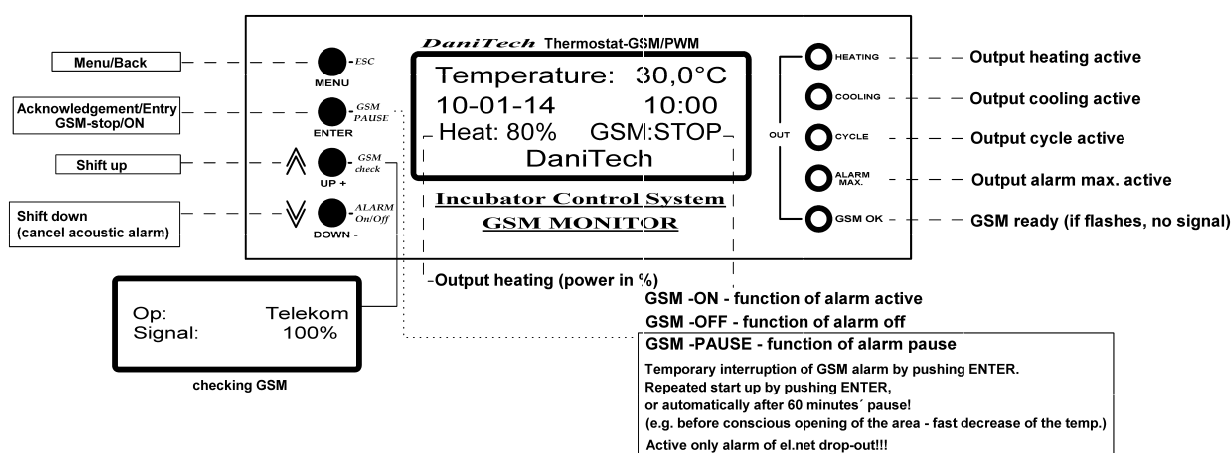 DaniTech Thermostat-GSM/PWM
Menu/Back
ESC
MENU
Acknowledgement/Entry
GSM-stop/ON
GSM
PAUSE
ENTER
Shift up
GSM
check
UP +
Shift down
(cancel acoustic alarm)
ALARM
On/Off
DOWN -
Temperature: 30,0°C
10-01-14 10:00
Heat: 80% GSM:STOP
DaniTech
Incubator Control System
GSM MONITOR
OUT
HEATING
Output heating active
COOLING
Output cooling active
CYCLE
Output cycle active
ALARM
MAX.
Output alarm max. active
GSM OK
GSM ready (if flashes, no signal)
Output heating (power in %)
Op: Telekom
Signal: 100%
checking GSM
GSM -ON - function of alarm active
GSM -OFF - function of alarm off
GSM -PAUSE - function of alarm pause
Temporary interruption of GSM alarm by pushing ENTER.
Repeated start up by pushing ENTER,
or automatically after 60 minutes´ pause!
(e.g. before conscious opening of the area - fast decrease of the temp.)
Active only alarm of el.net drop-out!!!